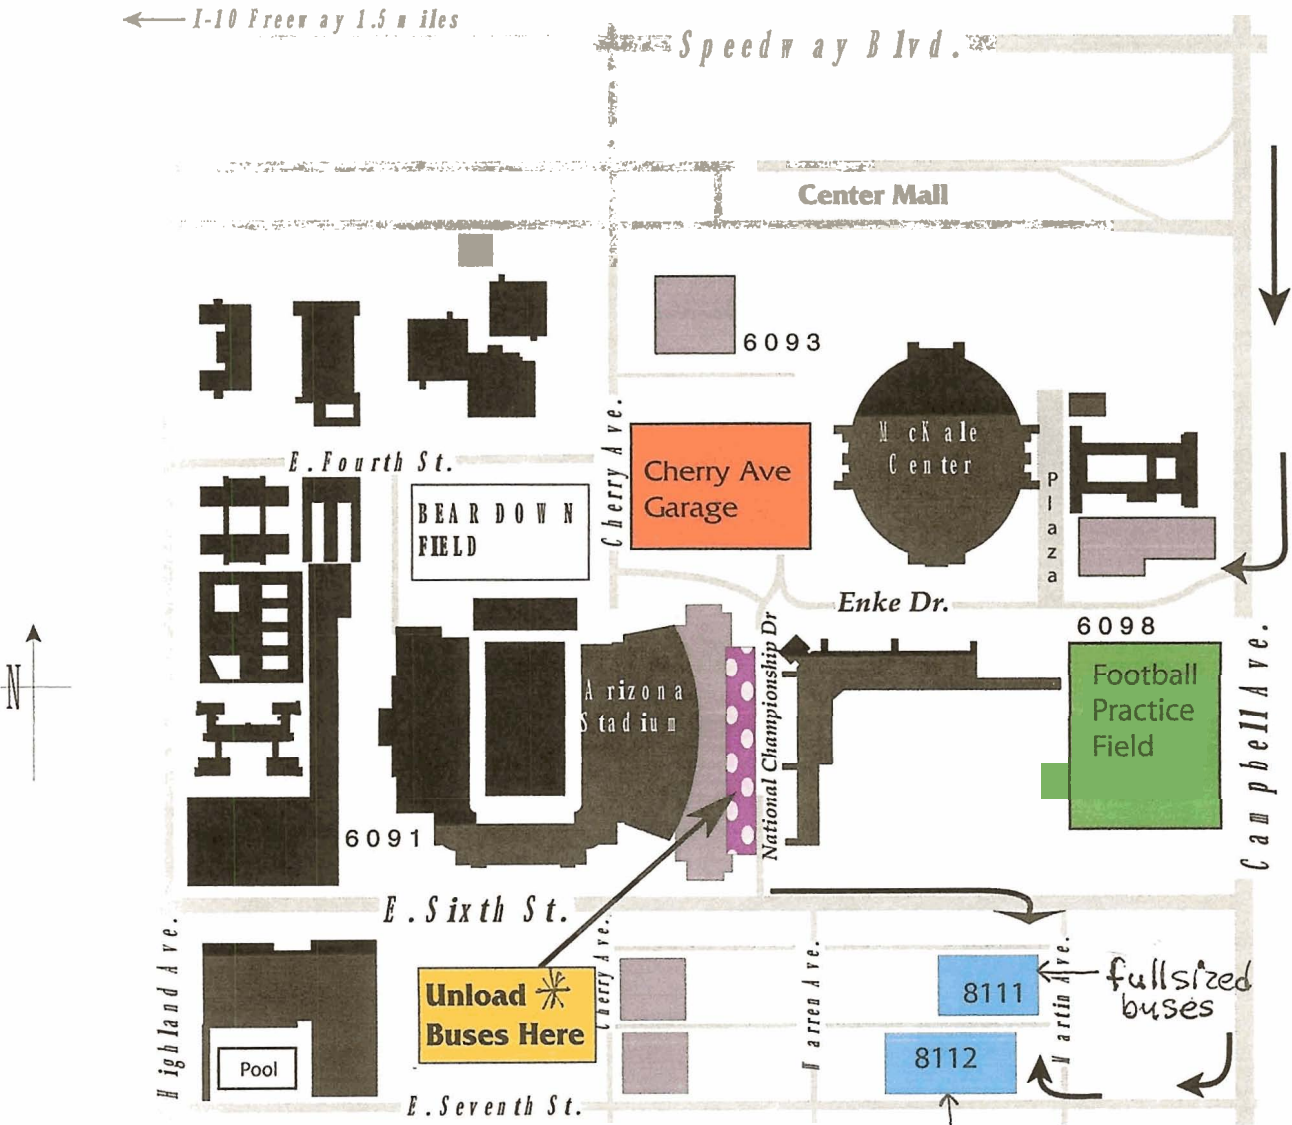 I-10 Freeway 1.5 miles
Speedway Blvd.
Center Mall
6093
Cherry Ave.
McKale
Center
E. Fourth St.
Cherry Ave
Garage
BEAR DOWN
FIELD
Plaza
Enke Dr.
6098
National Championship Dr
Football
Practice
Field
Arizona
Stadium
N
Campbell Ave.
6091
E. Sixth St.
Highland Ave.
Unload
Buses Here
Cherry Ave.
Warren Ave.
Martin Ave.
8111
fullsized
buses
8112
Pool
E. Seventh St.